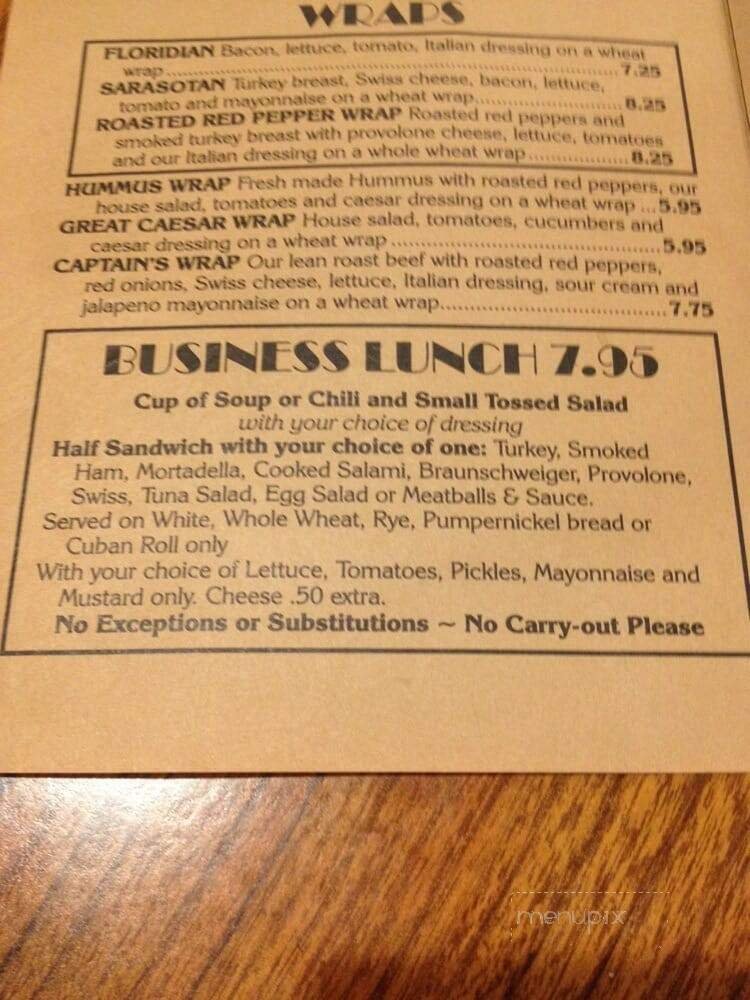 WRAPS
FLORIDIAN Bacon, lettuce, tomato, Italian dressing on a wheat
wrap........................................................................ 7.25
SARASOTAN Turkey breast, Swiss cheese, bacon, lettuce,
tomato and mayonnaise on a wheat wrap........................ 8.25
ROASTED RED PEPPER WRAP Roasted red peppers and
smoked turkey breast with provolone cheese, lettuce, tomatoes
and our Italian dressing on a whole wheat wrap................ 8.25
HUMMUS WRAP Fresh made Hummus with roasted red peppers, our
house salad, tomatoes and caesar dressing on a wheat wrap ...5.95
GREAT CAESAR WRAP House salad, tomatoes, cucumbers and
caesar dressing on a wheat wrap ........................................5.95
CAPTAIN'S WRAP Our lean roast beef with roasted red peppers,
red onions, Swiss cheese, lettuce, Italian dressing, sour cream and
jalapeno mayonnaise on a wheat wrap..................................7.75
BUSINESS LUNCH 7.95
Cup of Soup or Chili and Small Tossed Salad
with your choice of dressing
Half Sandwich with your choice of one: Turkey, Smoked
Ham, Mortadella, Cooked Salami, Braunschweiger, Provolone,
Swiss, Tuna Salad, Egg Salad or Meatballs & Sauce.
Served on White, Whole Wheat, Rye, Pumpernickel bread or
Cuban Roll only
With your choice of Lettuce, Tomatoes, Pickles, Mayonnaise and
Mustard only. Cheese .50 extra.
No Exceptions or Substitutions ~ No Carry-out Please
menupix